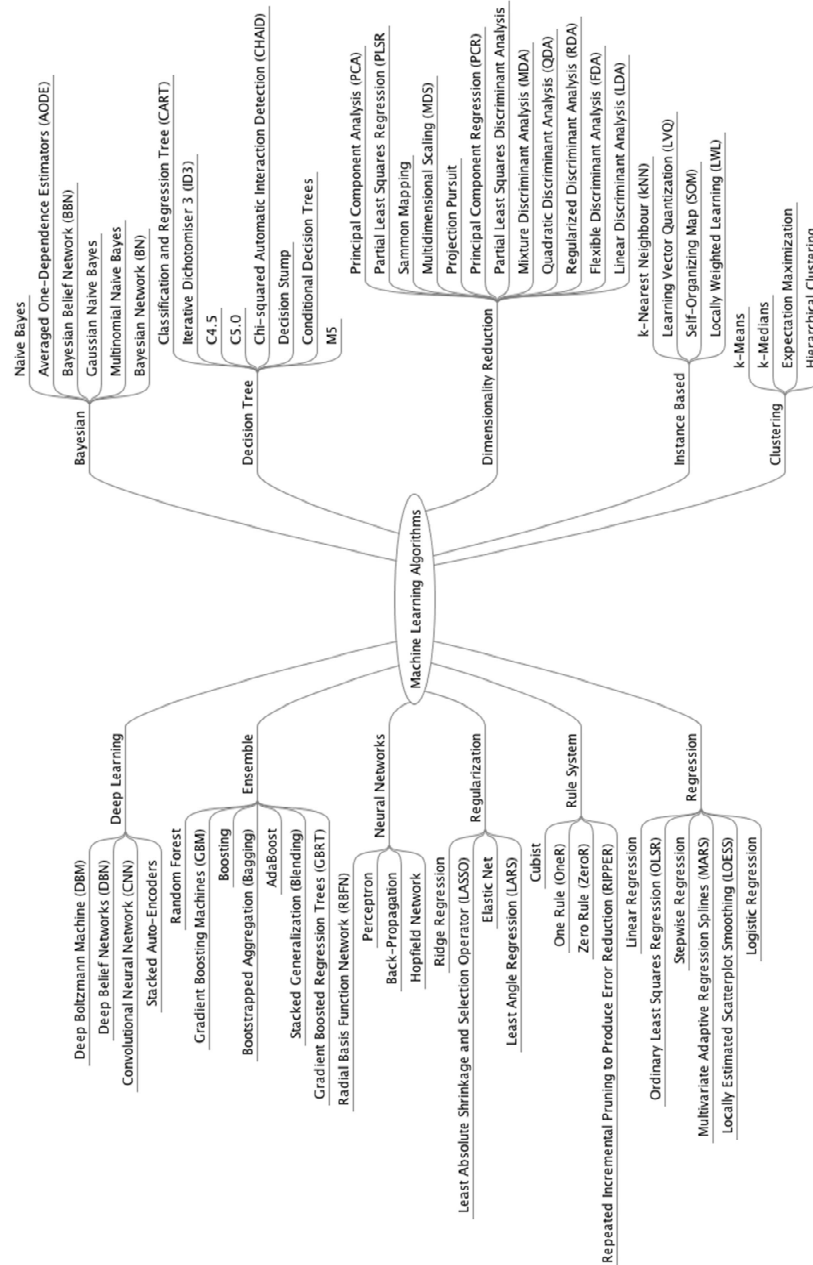 Machine Learning Algorithms
Deep Learning
Deep Boltzmann Machine (DBM)
Deep Belief Networks (DBN)
Convolutional Neural Network (CNN)
Stacked Auto-Encoders
Ensemble
Random Forest
Gradient Boosting Machines (GBM)
Boosting
Bootstrapped Aggregation (Bagging)
AdaBoost
Stacked Generalization (Blending)
Gradient Boosted Regression Trees (GBRT)
Neural Networks
Radial Basis Function Network (RBFN)
Perceptron
Back-Propagation
Hopfield Network
Regularization
Ridge Regression
Least Absolute Shrinkage and Selection Operator (LASSO)
Elastic Net
Least Angle Regression (LARS)
Rule System
Cubist
One Rule (OneR)
Zero Rule (ZeroR)
Repeated Incremental Pruning to Produce Error Reduction (RIPPER)
Regression
Linear Regression
Ordinary Least Squares Regression (OLSR)
Stepwise Regression
Multivariate Adaptive Regression Splines (MARS)
Locally Estimated Scatterplot Smoothing (LOESS)
Logistic Regression
Bayesian
Naive Bayes
Averaged One-Dependence Estimators (AODE)
Bayesian Belief Network (BBN)
Gaussian Naive Bayes
Multinomial Naive Bayes
Bayesian Network (BN)
Decision Tree
Classification and Regression Tree (CART)
Iterative Dichotomiser 3 (ID3)
C4.5
C5.0
Chi-squared Automatic Interaction Detection (CHAID)
Decision Stump
Conditional Decision Trees
M5
Dimensionality Reduction
Principal Component Analysis (PCA)
Partial Least Squares Regression (PLSR
Sammon Mapping
Multidimensional Scaling (MDS)
Projection Pursuit
Principal Component Regression (PCR)
Partial Least Squares Discriminant Analysis
Mixture Discriminant Analysis (MDA)
Quadratic Discriminant Analysis (QDA)
Regularized Discriminant Analysis (RDA)
Flexible Discriminant Analysis (FDA)
Linear Discriminant Analysis (LDA)
Instance Based
k-Nearest Neighbour (kNN)
Learning Vector Quantization (LVQ)
Self-Organizing Map (SOM)
Locally Weighted Learning (LWL)
Clustering
k-Means
k-Medians
Expectation Maximization
Hierarchical Clustering